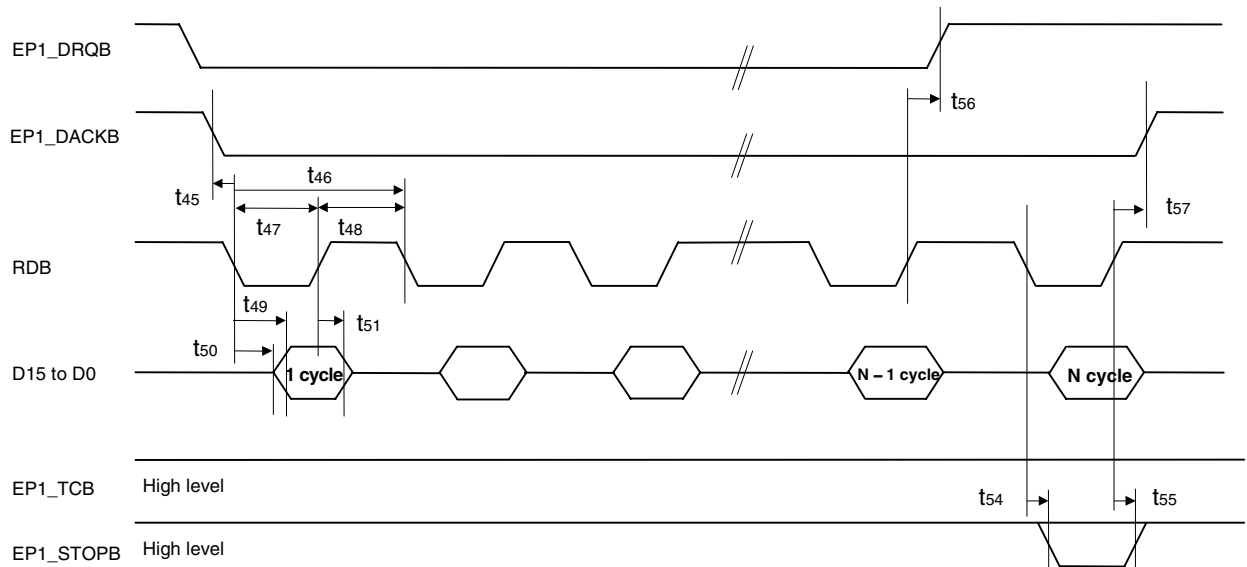 EP1_DRQB
t56
EP1_DACKB
t45
t46
t47
t48
t57
RDB
t49
t51
t50
D15 to D0
1 cycle
N – 1 cycle
N cycle
EP1_TCB
High level
t54
t55
EP1_STOPB
High level